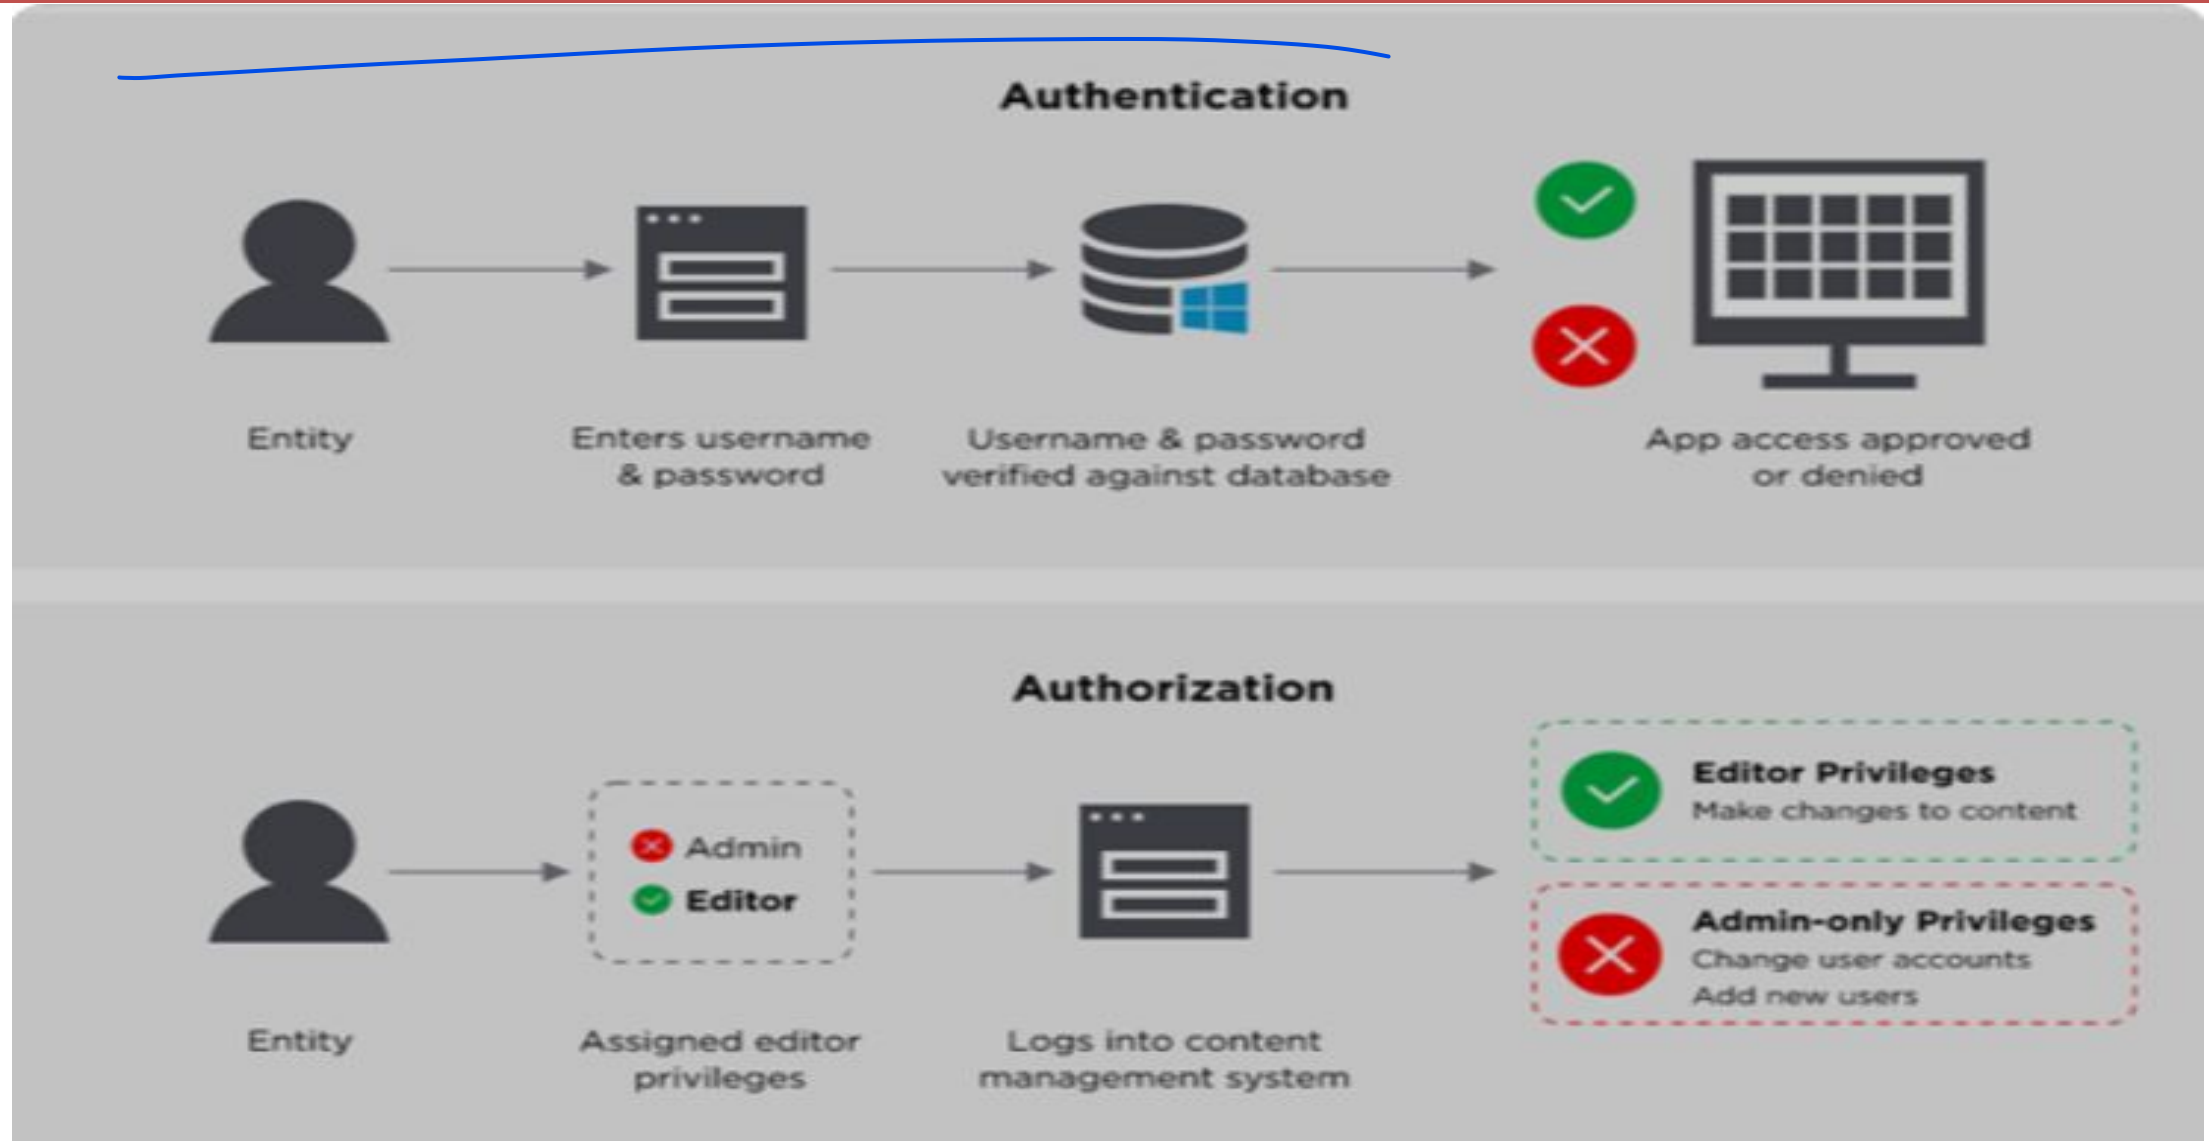 Authentication
Entity
Enters username
& password
Username & password
verified against database
App access approved
or denied
Authorization
Admin
Editor
Editor Privileges
Make changes to content
Admin-only Privileges
Change user accounts
Add new users
Entity
Assigned editor
privileges
Logs into content
management system